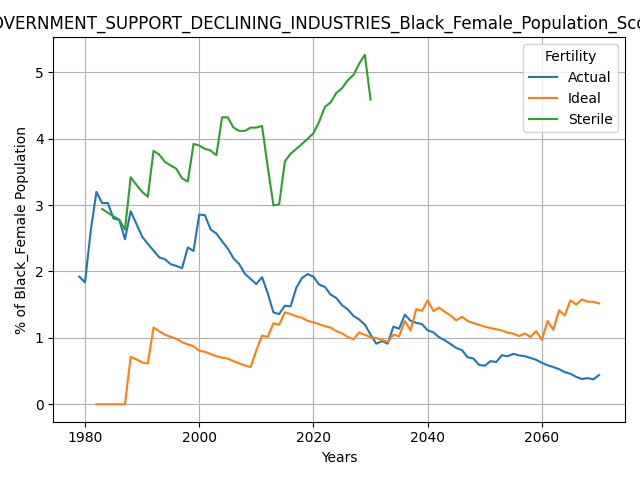 OVERNMENT_SUPPORT_DECLINING_INDUSTRIES_Black_Female_Population_Sco
Fertility
Actual
Ideal
Sterile
% of Black_Female Population
5
4
3
2
1
0
1980
2000
2020
2040
2060
Years